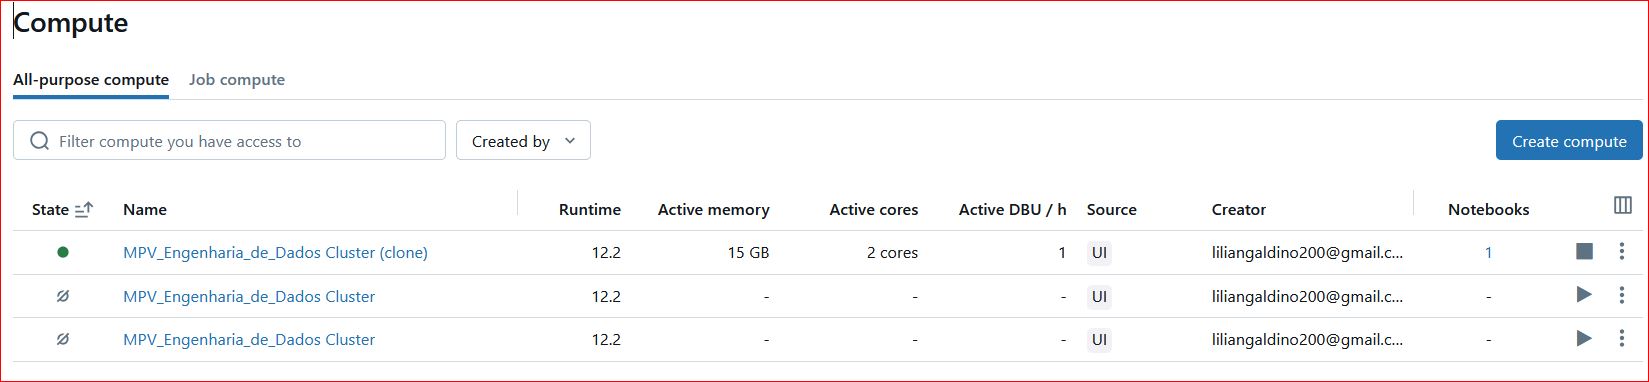 Compute
All-purpose compute Job compute
Filter compute you have access to Created by Create compute
State Name Runtime Active memory Active cores Active DBU / h Source Creator Notebooks
MPV_Engenharia_de_Dados Cluster (clone) 12.2 15 GB 2 cores 1 UI liliangaldino200@gmail.c... 1
MPV_Engenharia_de_Dados Cluster 12.2 - - - UI liliangaldino200@gmail.c... -
MPV_Engenharia_de_Dados Cluster 12.2 - - - UI liliangaldino200@gmail.c... -